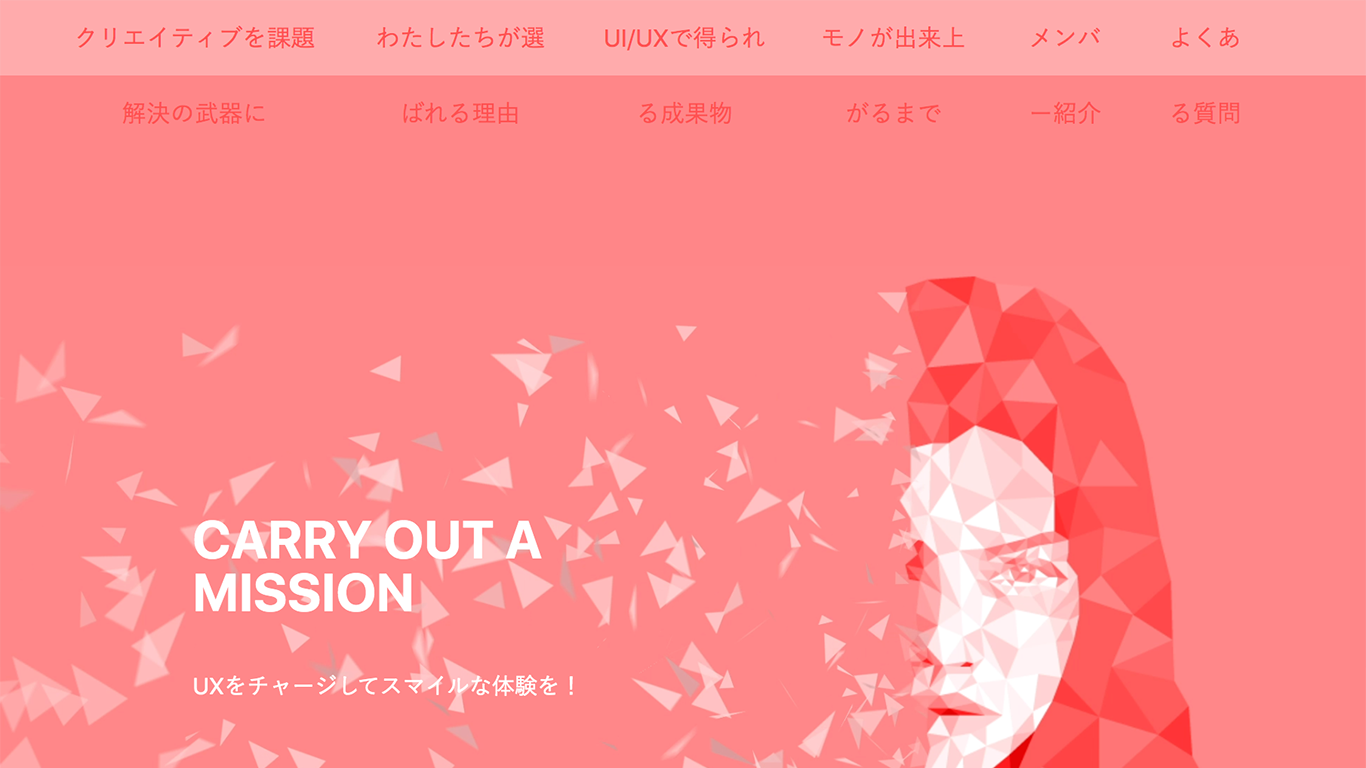 クリエイティブを課題
解決の武器に
わたしたちが選
ばれる理由
UI/UXで得られ
る成果物
モノが出来上
がるまで
メンバ
ー紹介
よくあ
る質問
CARRY OUT A
MISSION
UXをチャージしてスマイルな体験を！